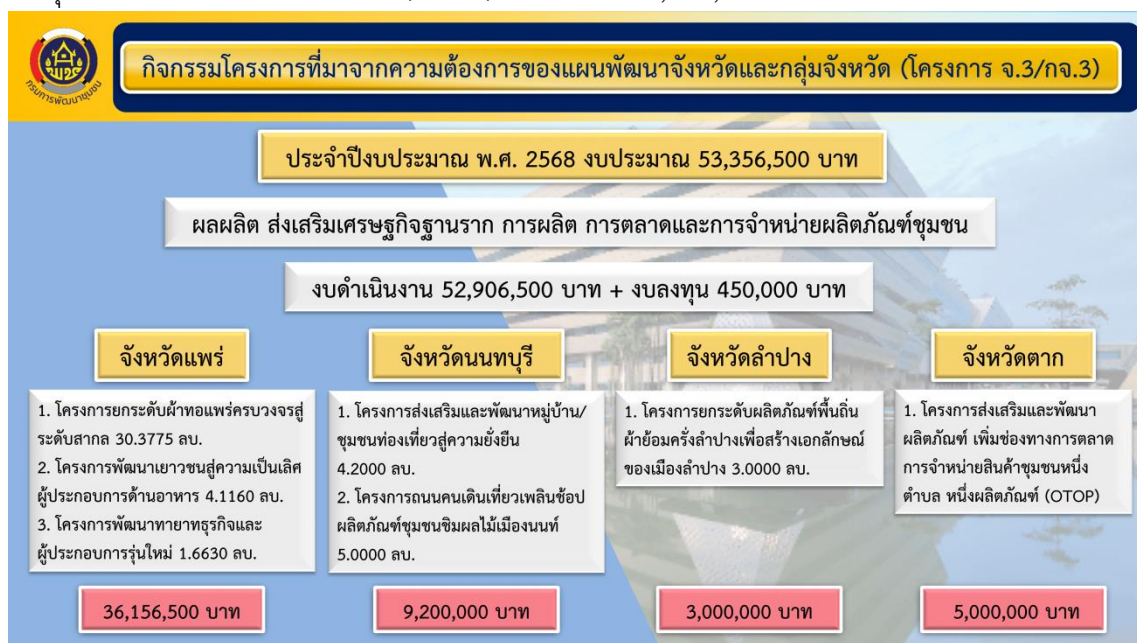 กิจกรรมโครงการที่มาจากความต้องการของแผนพัฒนาจังหวัดและกลุ่มจังหวัด (โครงการ จ.3/กจ.3)
กรมการพัฒนาชุมชน
ประจำปีงบประมาณ พ.ศ. 2568 งบประมาณ 53,356,500 บาท
ผลผลิต ส่งเสริมเศรษฐกิจฐานราก การผลิต การตลาดและการจำหน่ายผลิตภัณฑ์ชุมชน
งบดำเนินงาน 52,906,500 บาท + งบลงทุน 450,000 บาท
จังหวัดแพร่
1. โครงการยกระดับผ้าทอแพร่ครบวงจรสู่
ระดับสากล 30.3775 ลบ.
2. โครงการพัฒนาเยาวชนสู่ความเป็นเลิศ
ผู้ประกอบการด้านอาหาร 4.1160 ลบ.
3. โครงการพัฒนาทายาทธุรกิจและ
ผู้ประกอบการรุ่นใหม่ 1.6630 ลบ.
36,156,500 บาท
จังหวัดนนทบุรี
1. โครงการส่งเสริมและพัฒนาหมู่บ้าน/
ชุมชนท่องเที่ยวสู่ความยั่งยืน
4.2000 ลบ.
2. โครงการถนนคนเดินเที่ยวเพลินช้อป
ผลิตภัณฑ์ชุมชนชิมผลไม้เมืองนนท์
5.0000 ลบ.
9,200,000 บาท
จังหวัดลำปาง
1. โครงการยกระดับผลิตภัณฑ์พื้นถิ่น
ผ้าย้อมครั่งลำปางเพื่อสร้างเอกลักษณ์
ของเมืองลำปาง 3.0000 ลบ.
3,000,000 บาท
จังหวัดตาก
1. โครงการส่งเสริมและพัฒนา
ผลิตภัณฑ์ เพิ่มช่องทางการตลาด
การจำหน่ายสินค้าชุมชนหนึ่ง
ตำบล หนึ่งผลิตภัณฑ์ (OTOP)
5,000,000 บาท